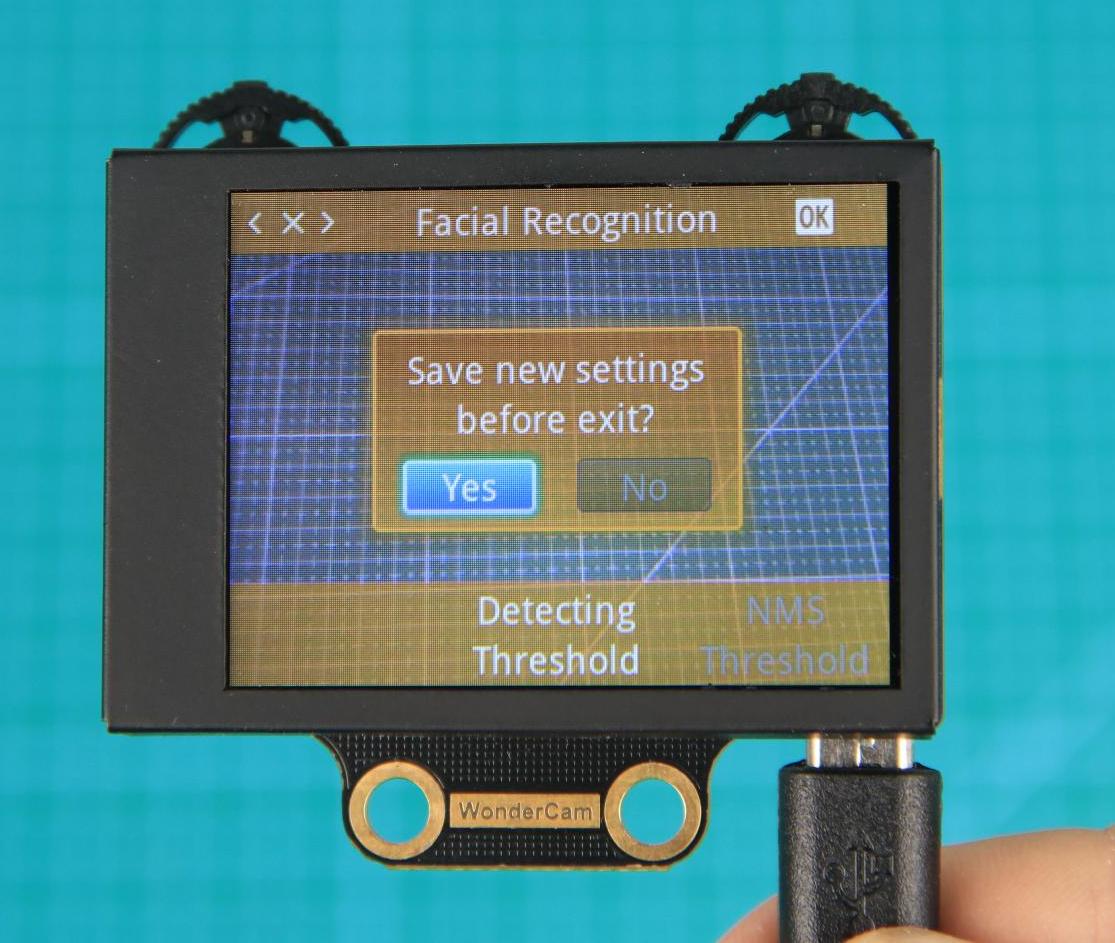 < X > Facial Recognition OK
Save new settings
before exit?
Yes No
Detecting NMS
Threshold Threshold
WonderCam